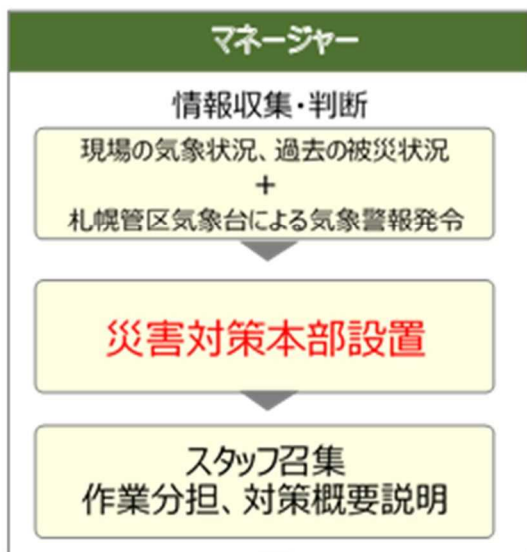 マネージャー
情報収集・判断
現場の気象状況、過去の被災状況
+
札幌管区気象台による気象警報発令
災害対策本部設置
スタッフ召集
作業分担、対策概要説明